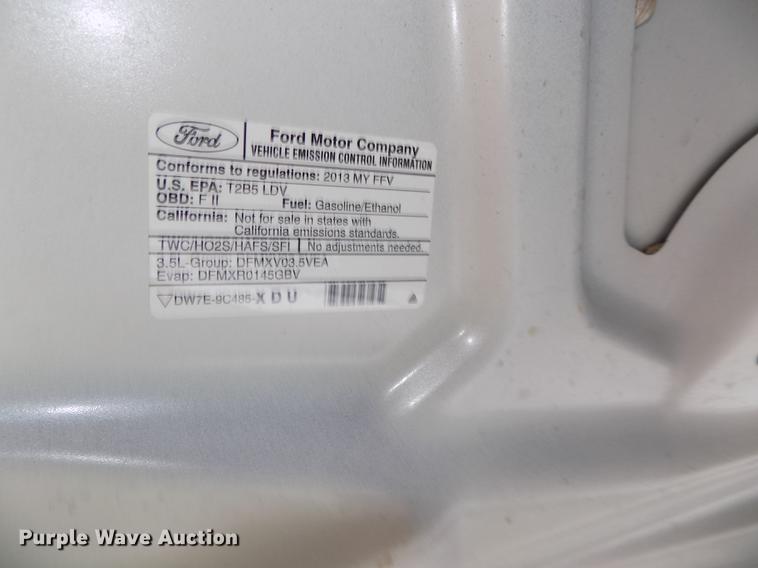 Ford
Ford Motor Company
VEHICLE EMISSION CONTROL INFORMATION
Conforms to regulations: 2013 MY FFV
U.S. EPA: T2B5 LDV
OBD: F II Fuel: Gasoline/Ethanol
California: Not for sale in states with
California emissions standards.
TWC/HO2S/HAFS/SFI No adjustments needed.
3.5L-Group: DFMXV03.5VEA
Evap: DFMXR0145GBV
DW7E-9C485-X D U
Purple Wave Auction